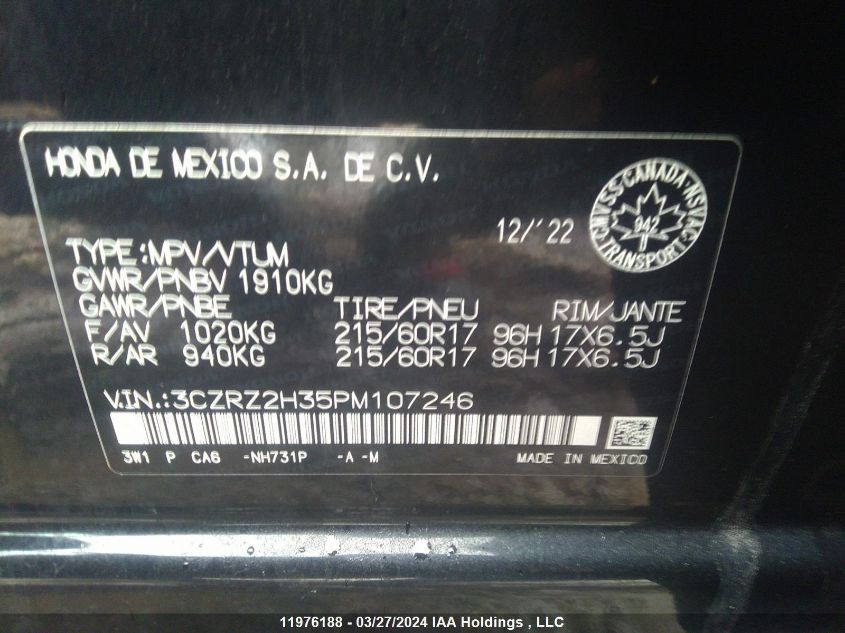 HONDA DE MEXICO S.A. DE C.V.
12/'22
CMVSS CANADA NSVAC
942
TRANSPORT
TYPE:MPV/VTUM
GVWR/PNBV 1910KG
GAWR/PNBE TIRE/PNEU RIM/JANTE
F/AV 1020KG 215/60R17 96H 17X6.5J
R/AR 940KG 215/60R17 96H 17X6.5J
V.I.N.:3CZRZ2H35PM107246
3W1 P CA6 -NH731P -A -M MADE IN MEXICO
11976188 - 03/27/2024 IAA Holdings , LLC